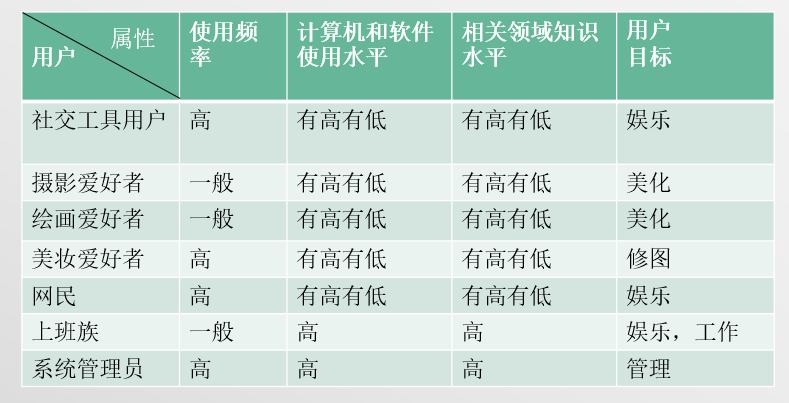 属性
用户
使用频率
计算机和软件使用水平
相关领域知识水平
用户目标
社交工具用户 高 有高有低 有高有低 娱乐
摄影爱好者 一般 有高有低 有高有低 美化
绘画爱好者 一般 有高有低 有高有低 美化
美妆爱好者 高 有高有低 有高有低 修图
网民 高 有高有低 有高有低 娱乐
上班族 一般 高 高 娱乐，工作
系统管理员 高 高 高 管理